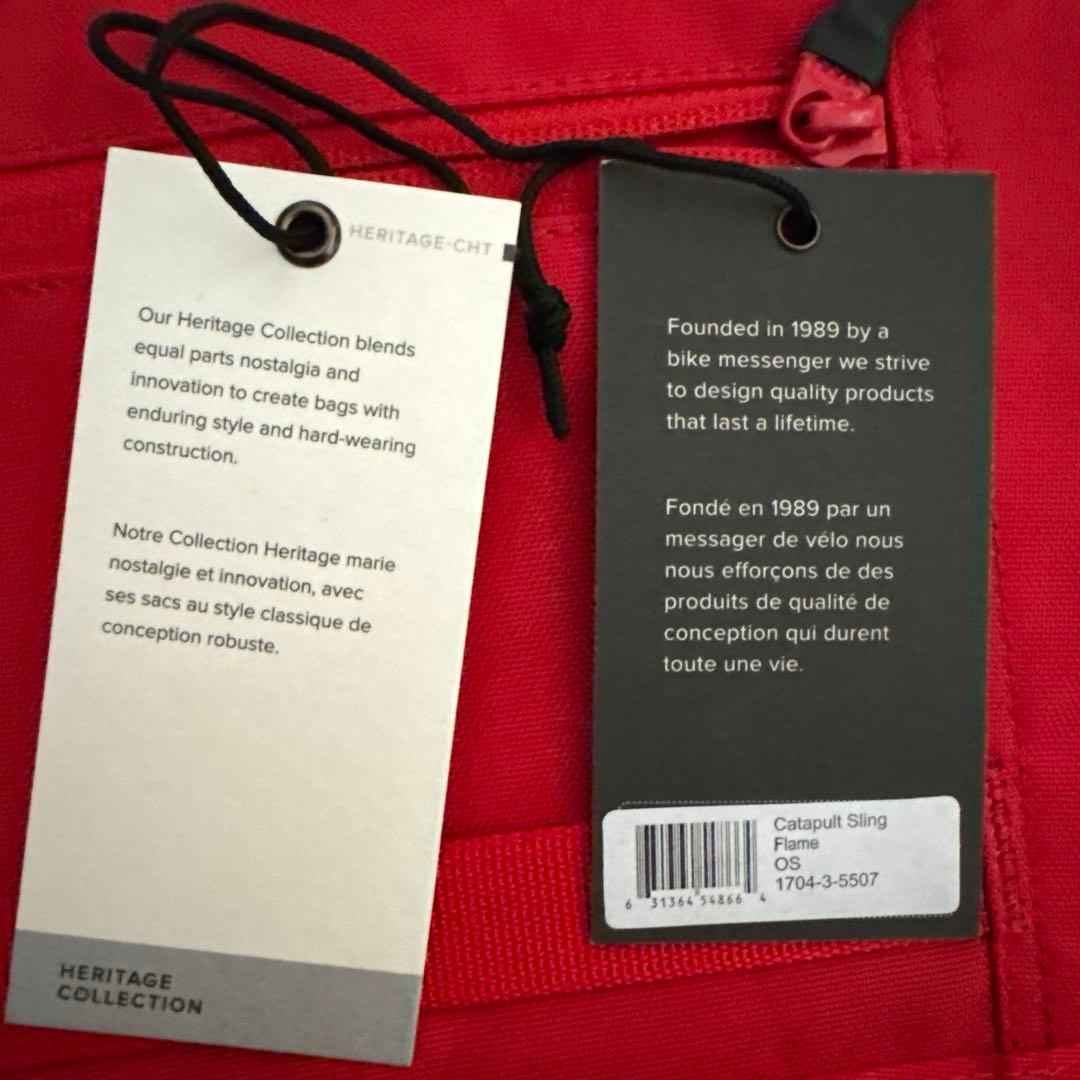 HERITAGE-CHT
Our Heritage Collection blends
equal parts nostalgia and
innovation to create bags with
enduring style and hard-wearing
construction.
Notre Collection Heritage marie
nostalgie et innovation, avec
ses sacs au style classique de
conception robuste.
HERITAGE
COLLECTION
Founded in 1989 by a
bike messenger we strive
to design quality products
that last a lifetime.
Fondé en 1989 par un
messager de vélo nous
nous efforçons de des
produits de qualité de
conception qui durent
toute une vie.
Catapult Sling
Flame
OS
1704-3-5507
6 31364 54866 4